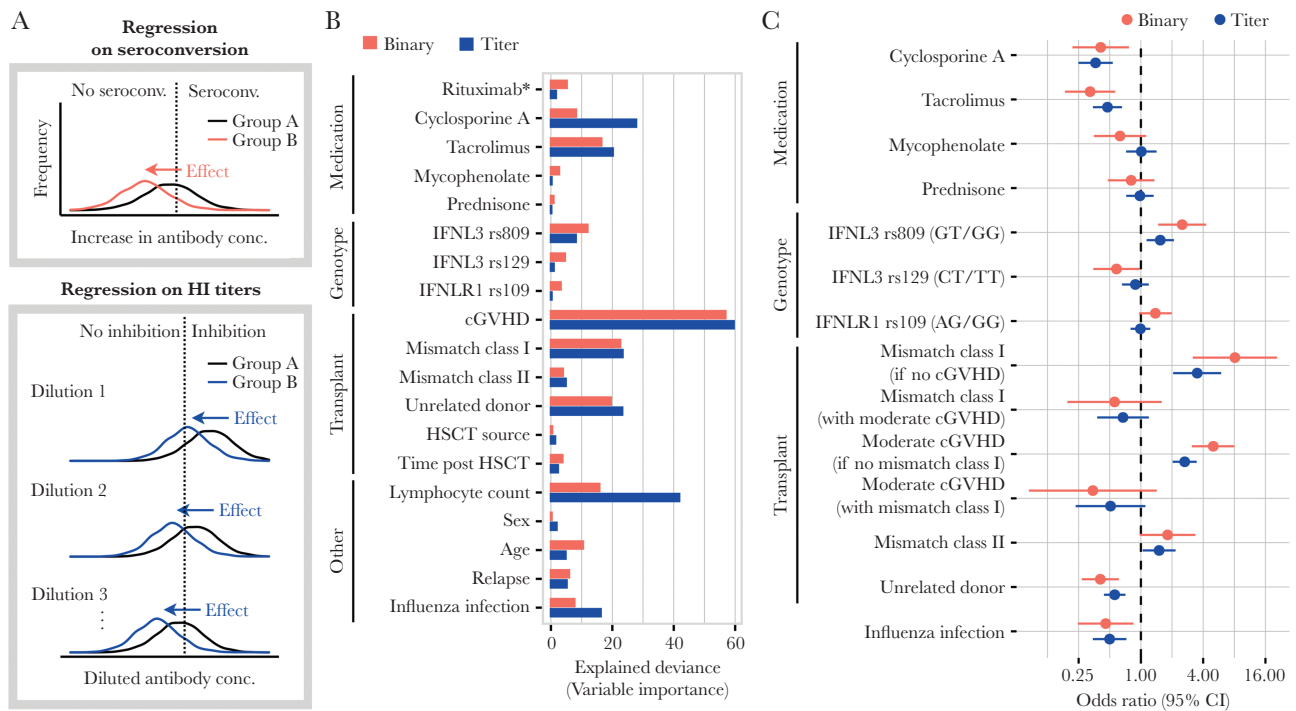 A
Regression
on seroconversion
No seroconv.
Seroconv.
Group A
Group B
Effect
Frequency
Increase in antibody conc.
Regression on HI titers
No inhibition
Inhibition
Group A
Group B
Dilution 1
Effect
Dilution 2
Effect
Dilution 3
Effect
Diluted antibody conc.
B
Binary
Titer
Medication
Rituximab*
Cyclosporine A
Tacrolimus
Mycophenolate
Prednisone
Genotype
IFNL3 rs809
IFNL3 rs129
IFNLR1 rs109
Transplant
cGVHD
Mismatch class I
Mismatch class II
Unrelated donor
HSCT source
Time post HSCT
Other
Lymphocyte count
Sex
Age
Relapse
Influenza infection
0 20 40 60
Explained deviance
(Variable importance)
C
Binary
Titer
Medication
Cyclosporine A
Tacrolimus
Mycophenolate
Prednisone
Genotype
IFNL3 rs809 (GT/GG)
IFNL3 rs129 (CT/TT)
IFNLR1 rs109 (AG/GG)
Transplant
Mismatch class I
(if no cGVHD)
Mismatch class I
(with moderate cGVHD)
Moderate cGVHD
(if no mismatch class I)
Moderate cGVHD
(with mismatch class I)
Mismatch class II
Unrelated donor
Influenza infection
0.25 1.00 4.00 16.00
Odds ratio (95% CI)